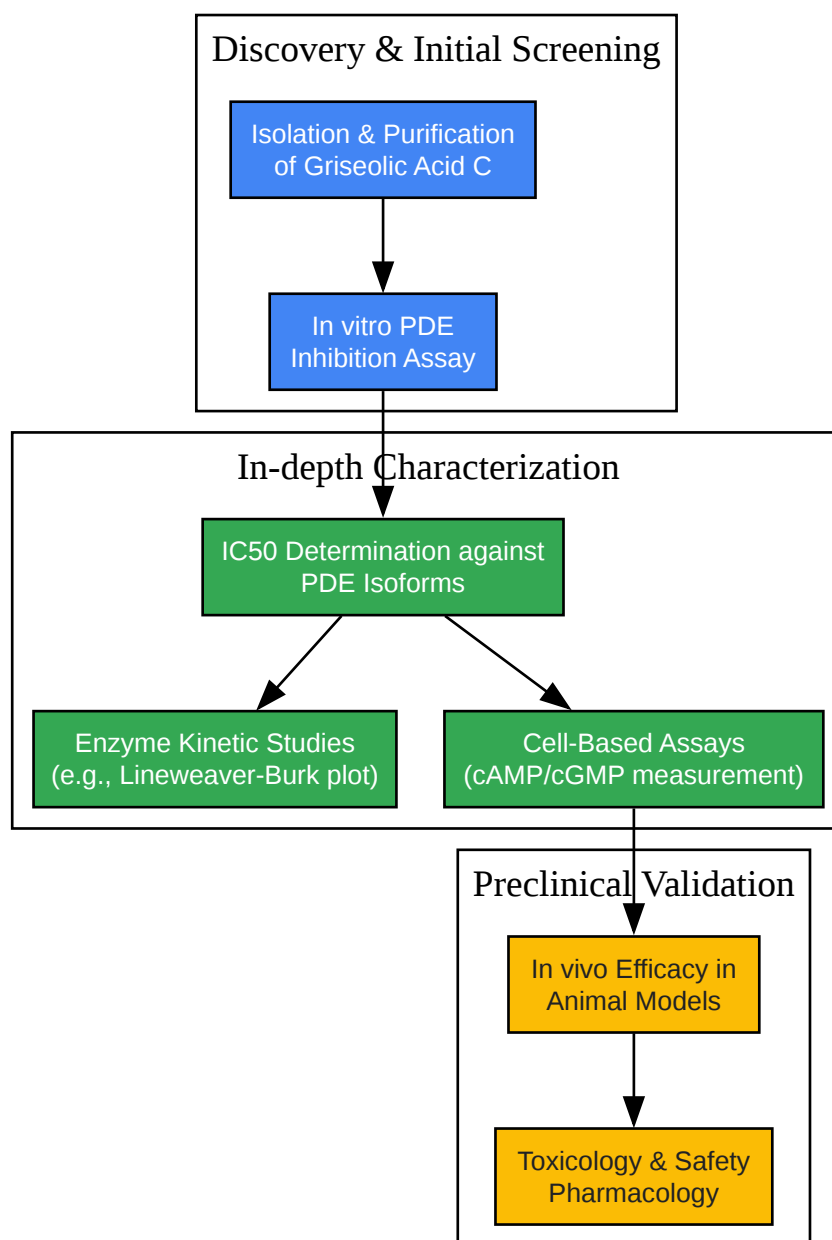 Discovery & Initial Screening
Isolation & Purification
of Griseolic Acid C
In vitro PDE
Inhibition Assay
In-depth Characterization
IC50 Determination against
PDE Isoforms
Enzyme Kinetic Studies
(e.g., Lineweaver-Burk plot)
Cell-Based Assays
(cAMP/cGMP measurement)
Preclinical Validation
In vivo Efficacy in
Animal Models
Toxicology & Safety
Pharmacology